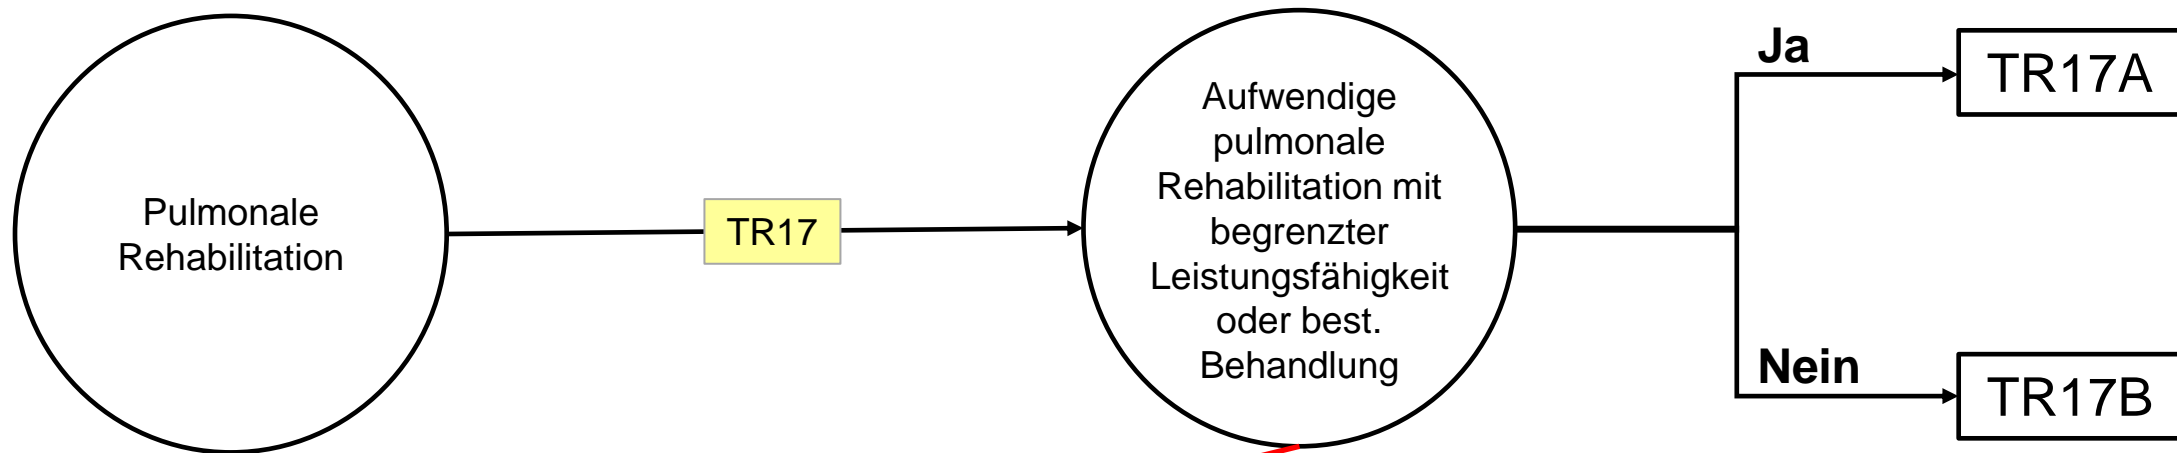 Pulmonale
Rehabilitation
TR17
Aufwendige
pulmonale
Rehabilitation mit
begrenzter
Leistungsfähigkeit
oder best.
Behandlung
Ja
TR17A
Nein
TR17B